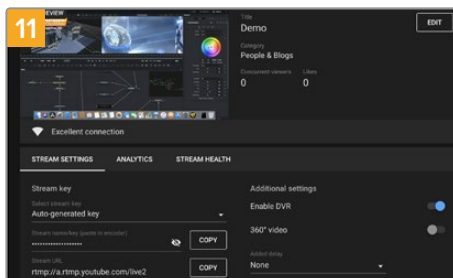 11
PREVIEW
Title
Demo
EDIT
Category
People & Blogs
Concurrent viewers Likes
0 0
Excellent connection
STREAM SETTINGS ANALYTICS STREAM HEALTH
Stream key
Additional settings
Select stream key
Auto-generated key
Enable DVR
Stream name/key (paste in encoder)
COPY
360° video
Stream URL
rtmp://a.rtmp.youtube.com/live2
COPY
Added delay
None